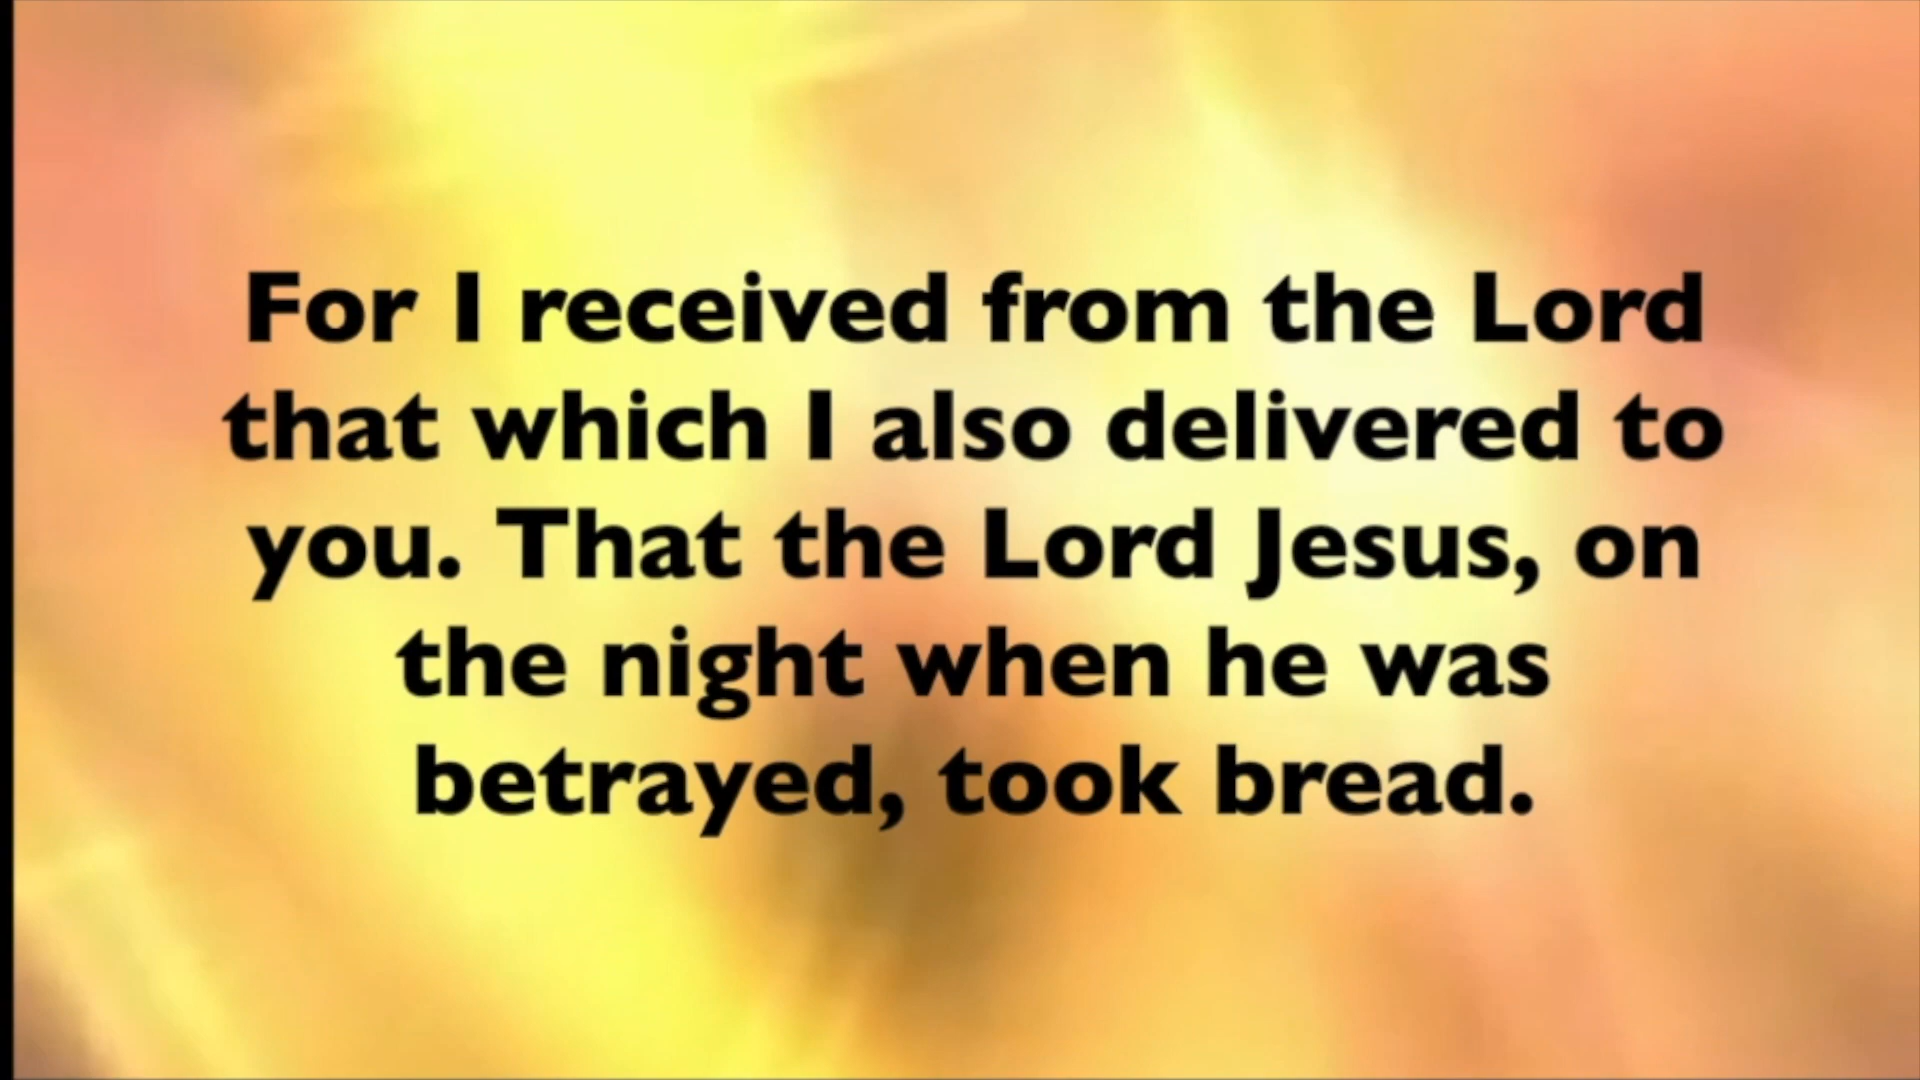 For I received from the Lord
that which I also delivered to
you. That the Lord Jesus, on
the night when he was
betrayed, took bread.